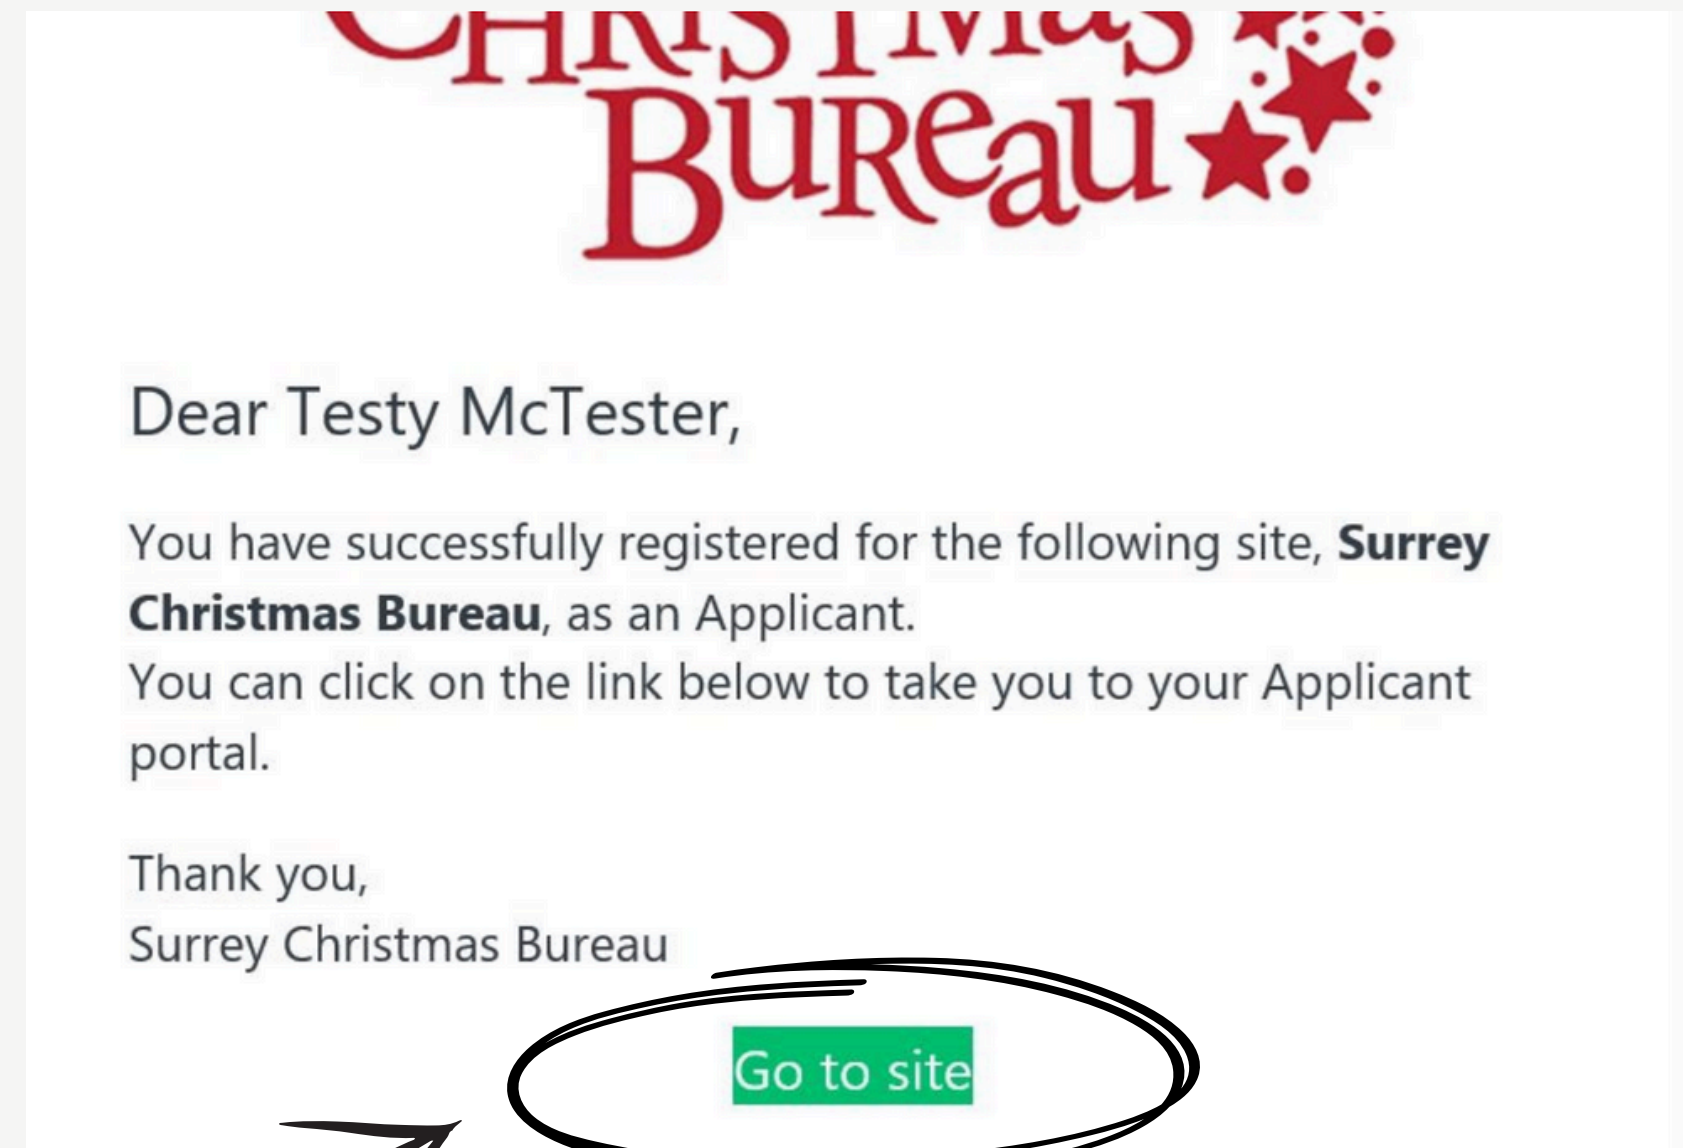 CHRISTMas
BuReau
Dear Testy McTester,
You have successfully registered for the following site, Surrey
Christmas Bureau, as an Applicant.
You can click on the link below to take you to your Applicant
portal.
Thank you,
Surrey Christmas Bureau
Go to site